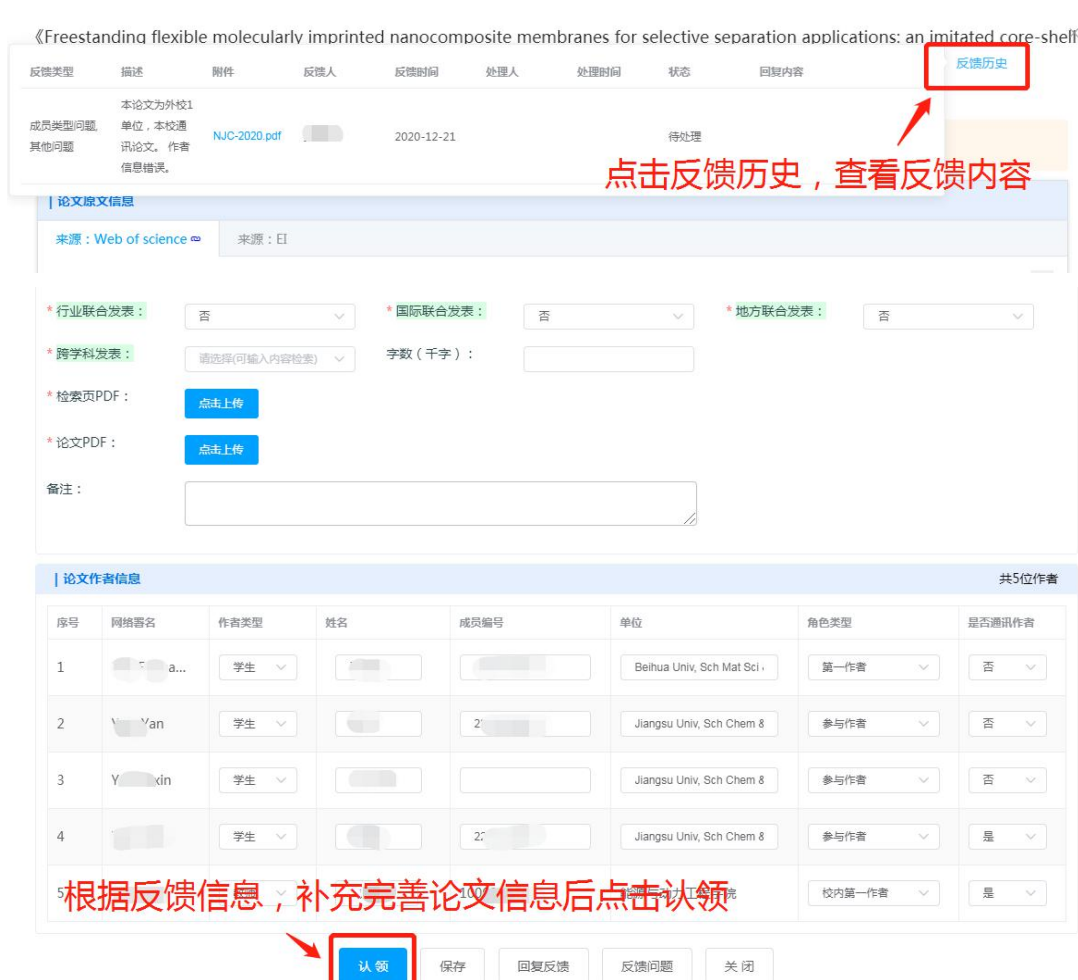 《Freestanding flexible molecularly imprinted nanocomposite membranes for selective separation applications: an imitated core-shell
反馈历史
反馈类型 描述 附件 反馈人 反馈时间 处理人 处理时间 状态 回复内容
成员类型问题, 其他问题 本论文为外校1单位，本校通讯论文。 作者信息错误。 NJC-2020.pdf 2020-12-21 待处理
点击反馈历史，查看反馈内容
论文原文信息
来源：Web of science 来源：EI
* 行业联合发表： 否 * 国际联合发表： 否 * 地方联合发表： 否
* 跨学科发表： 请选择(可输入内容检索) 字数（千字）：
* 检索页PDF： 点击上传
* 论文PDF： 点击上传
备注：
论文作者信息 共5位作者
序号 网络署名 作者类型 姓名 成员编号 单位 角色类型 是否通讯作者
1 a... 学生 Beihua Univ, Sch Mat Sci 第一作者 否
2 Yan 学生 Jiangsu Univ, Sch Chem & 参与作者 否
3 Y xin 学生 Jiangsu Univ, Sch Chem & 参与作者 否
4 学生 22 Jiangsu Univ, Sch Chem & 参与作者 是
5 100 能源与动力工程学院 校内第一作者 是
根据反馈信息，补充完善论文信息后点击认领
认 领 保存 回复反馈 反馈问题 关 闭